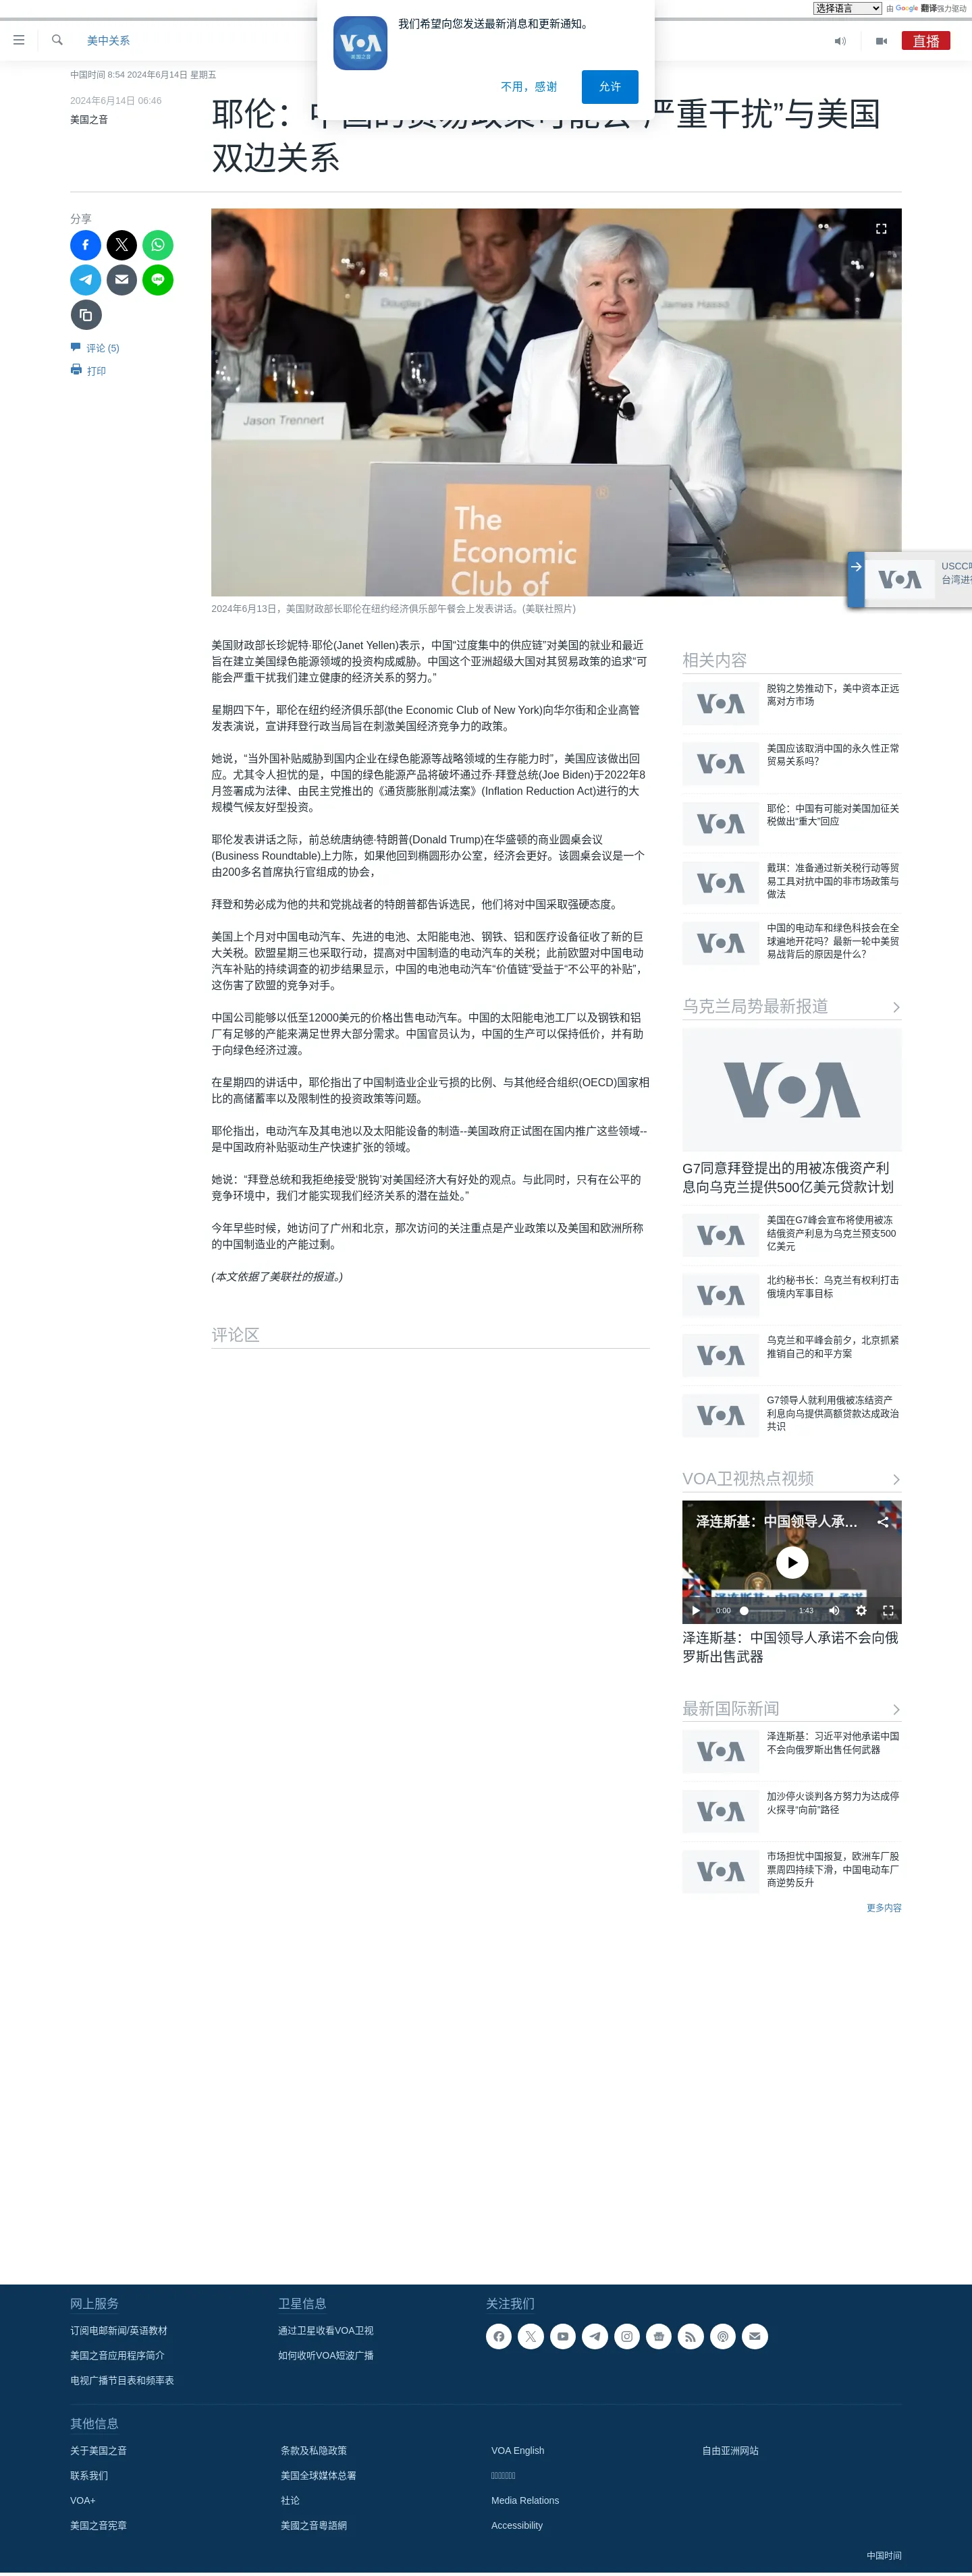 选择语言 由 Google 翻译强力驱动
美中关系
直播
我们希望向您发送最新消息和更新通知。
不用，感谢
允许
中国时间 8:54 2024年6月14日 星期五
2024年6月14日 06:46
美国之音
耶伦：中国的贸易政策可能会“严重干扰”与美国
双边关系
分享
评论 (5)
打印
Jason Trennert
James Hassd
The
Economic
Club of
USCC
台湾进
2024年6月13日，美国财政部长耶伦在纽约经济俱乐部午餐会上发表讲话。(美联社照片)
美国财政部长珍妮特·耶伦(Janet Yellen)表示，中国“过度集中的供应链”对美国的就业和最近
旨在建立美国绿色能源领域的投资构成威胁。中国这个亚洲超级大国对其贸易政策的追求“可
能会严重干扰我们建立健康的经济关系的努力。”
星期四下午，耶伦在纽约经济俱乐部(the Economic Club of New York)向华尔街和企业高管
发表演说，宣讲拜登行政当局旨在刺激美国经济竞争力的政策。
她说，“当外国补贴威胁到国内企业在绿色能源等战略领域的生存能力时”，美国应该做出回
应。尤其令人担忧的是，中国的绿色能源产品将破坏通过乔·拜登总统(Joe Biden)于2022年8
月签署成为法律、由民主党推出的《通货膨胀削减法案》(Inflation Reduction Act)进行的大
规模气候友好型投资。
耶伦发表讲话之际，前总统唐纳德·特朗普(Donald Trump)在华盛顿的商业圆桌会议
(Business Roundtable)上力陈，如果他回到椭圆形办公室，经济会更好。该圆桌会议是一个
由200多名首席执行官组成的协会，
拜登和势必成为他的共和党挑战者的特朗普都告诉选民，他们将对中国采取强硬态度。
美国上个月对中国电动汽车、先进的电池、太阳能电池、钢铁、铝和医疗设备征收了新的巨
大关税。欧盟星期三也采取行动，提高对中国制造的电动汽车的关税；此前欧盟对中国电动
汽车补贴的持续调查的初步结果显示，中国的电池电动汽车“价值链”受益于“不公平的补贴”，
这伤害了欧盟的竞争对手。
中国公司能够以低至12000美元的价格出售电动汽车。中国的太阳能电池工厂以及钢铁和铝
厂有足够的产能来满足世界大部分需求。中国官员认为，中国的生产可以保持低价，并有助
于向绿色经济过渡。
在星期四的讲话中，耶伦指出了中国制造业企业亏损的比例、与其他经合组织(OECD)国家相
比的高储蓄率以及限制性的投资政策等问题。
耶伦指出，电动汽车及其电池以及太阳能设备的制造--美国政府正试图在国内推广这些领域--
是中国政府补贴驱动生产快速扩张的领域。
她说：“拜登总统和我拒绝接受‘脱钩’对美国经济大有好处的观点。与此同时，只有在公平的
竞争环境中，我们才能实现我们经济关系的潜在益处。”
今年早些时候，她访问了广州和北京，那次访问的关注重点是产业政策以及美国和欧洲所称
的中国制造业的产能过剩。
(本文依据了美联社的报道。)
评论区
相关内容
脱钩之势推动下，美中资本正远
离对方市场
美国应该取消中国的永久性正常
贸易关系吗?
耶伦：中国有可能对美国加征关
税做出“重大”回应
戴琪：准备通过新关税行动等贸
易工具对抗中国的非市场政策与
做法
中国的电动车和绿色科技会在全
球遍地开花吗？最新一轮中美贸
易战背后的原因是什么？
乌克兰局势最新报道
VOA
G7同意拜登提出的用被冻俄资产利
息向乌克兰提供500亿美元贷款计划
美国在G7峰会宣布将使用被冻
结俄资产利息为乌克兰预支500
亿美元
北约秘书长：乌克兰有权利打击
俄境内军事目标
乌克兰和平峰会前夕，北京抓紧
推销自己的和平方案
G7领导人就利用俄被冻结资产
利息向乌提供高额贷款达成政治
共识
VOA卫视热点视频
泽连斯基：中国领导人承...
0:00 1:43
泽连斯基：中国领导人承诺不会向俄
罗斯出售武器
最新国际新闻
泽连斯基：习近平对他承诺中国
不会向俄罗斯出售任何武器
加沙停火谈判各方努力为达成停
火探寻“向前”路径
市场担忧中国报复，欧洲车厂股
票周四持续下滑，中国电动车厂
商逆势反升
更多内容
网上服务
订阅电邮新闻/英语教材
美国之音应用程序简介
电视广播节目表和频率表
卫星信息
通过卫星收看VOA卫视
如何收听VOA短波广播
关注我们
其他信息
关于美国之音
联系我们
VOA+
美国之音宪章
条款及私隐政策
美国全球媒体总署
社论
美國之音粵語網
VOA English
Media Relations
Accessibility
自由亚洲网站
中国时间